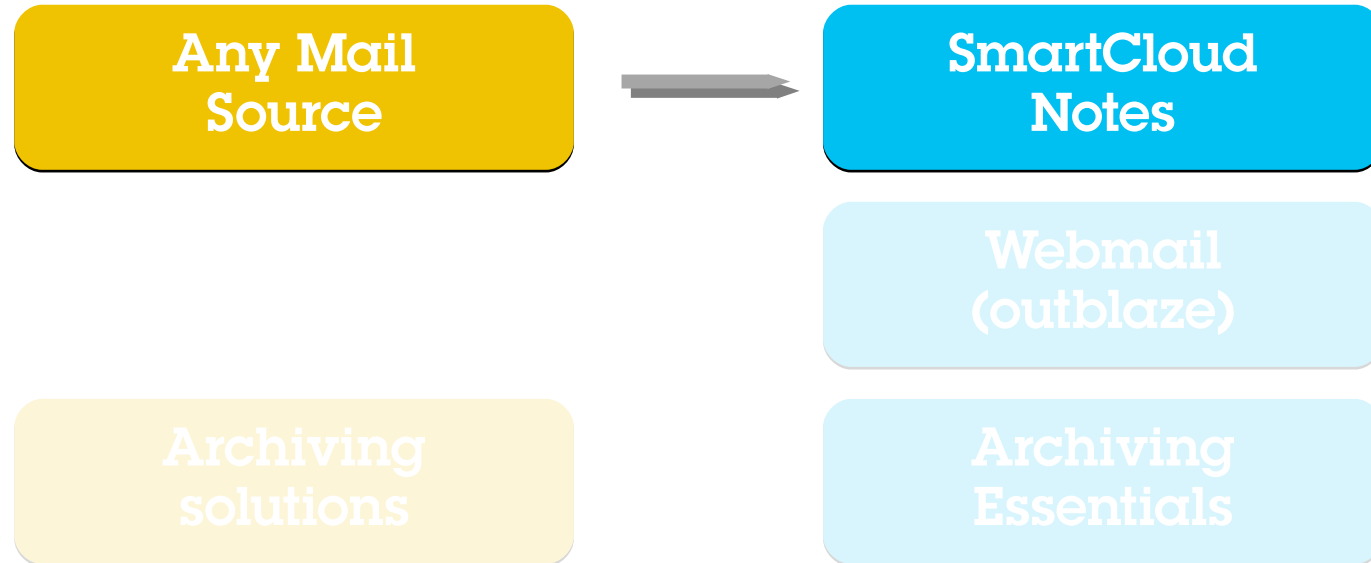 Any Mail
Source
SmartCloud
Notes
Webmail
(outblaze)
Archiving
solutions
Archiving
Essentials